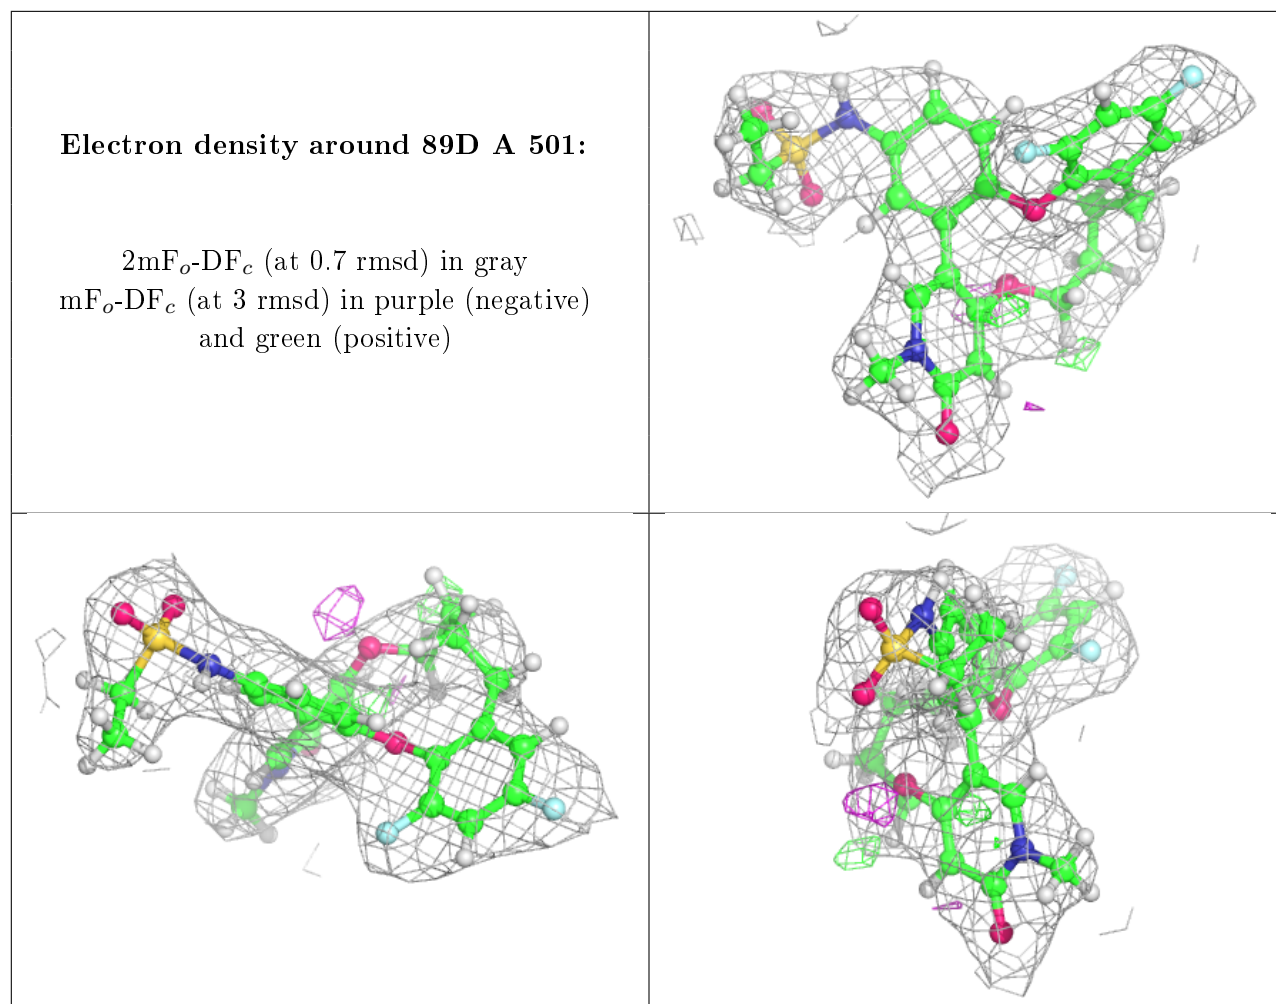 Electron density around 89D A 501:
2mFo-DFc (at 0.7 rmsd) in gray
mFo-DFc (at 3 rmsd) in purple (negative)
and green (positive)